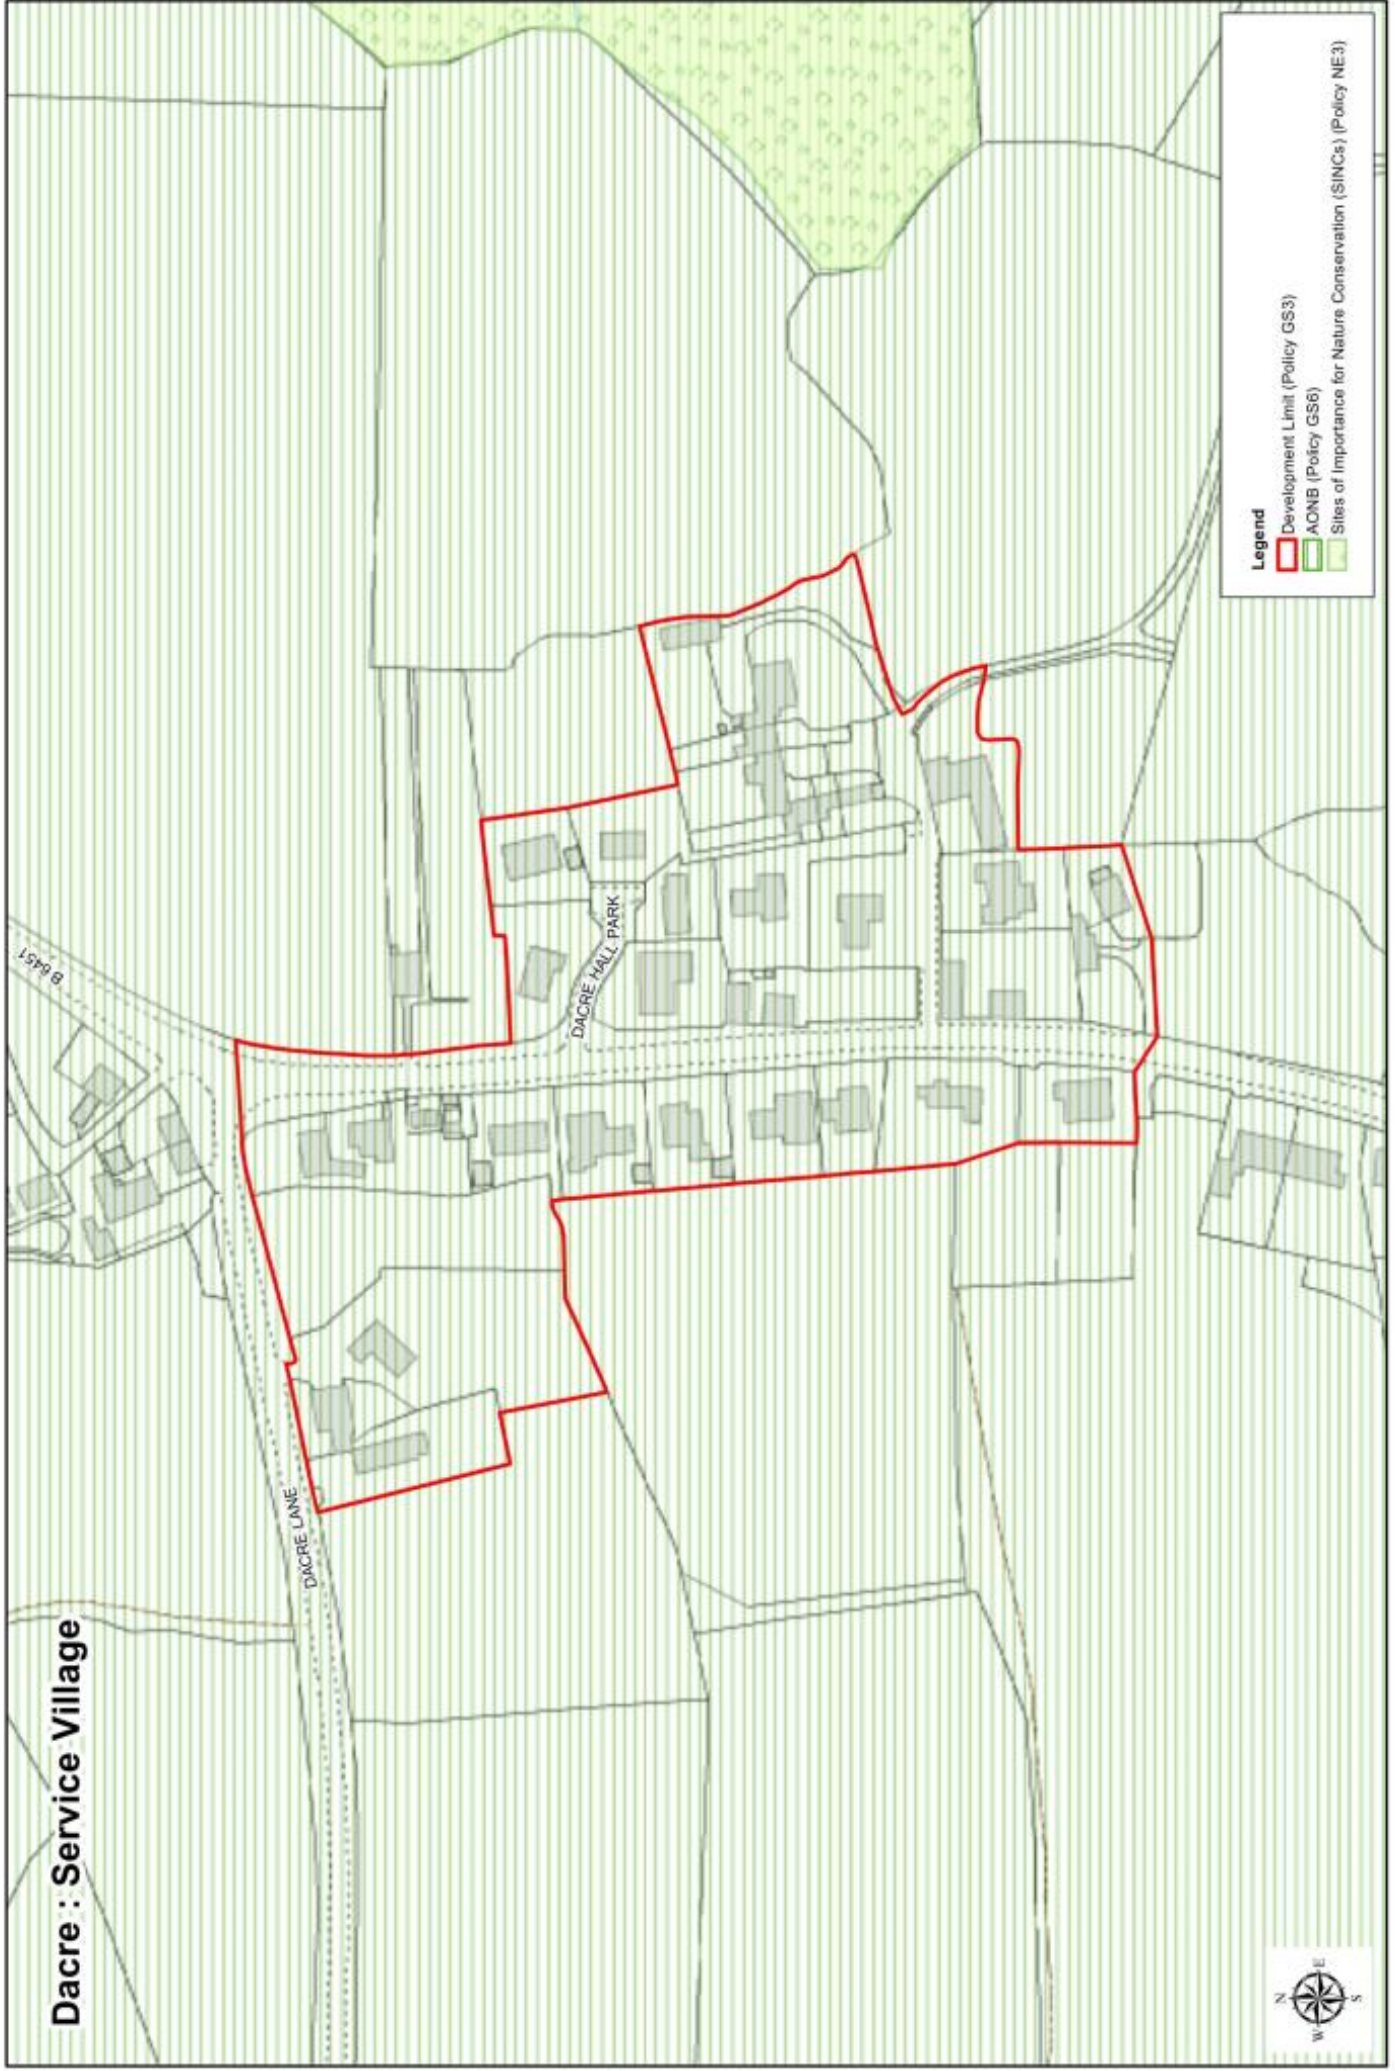 Dacre : Service Village
B 6451
DACRE LANE
DACRE HALL PARK
Legend
Development Limit (Policy GS3)
AONB (Policy GS6)
Sites of Importance for Nature Conservation (SINCs) (Policy NE3)
N
W E
S